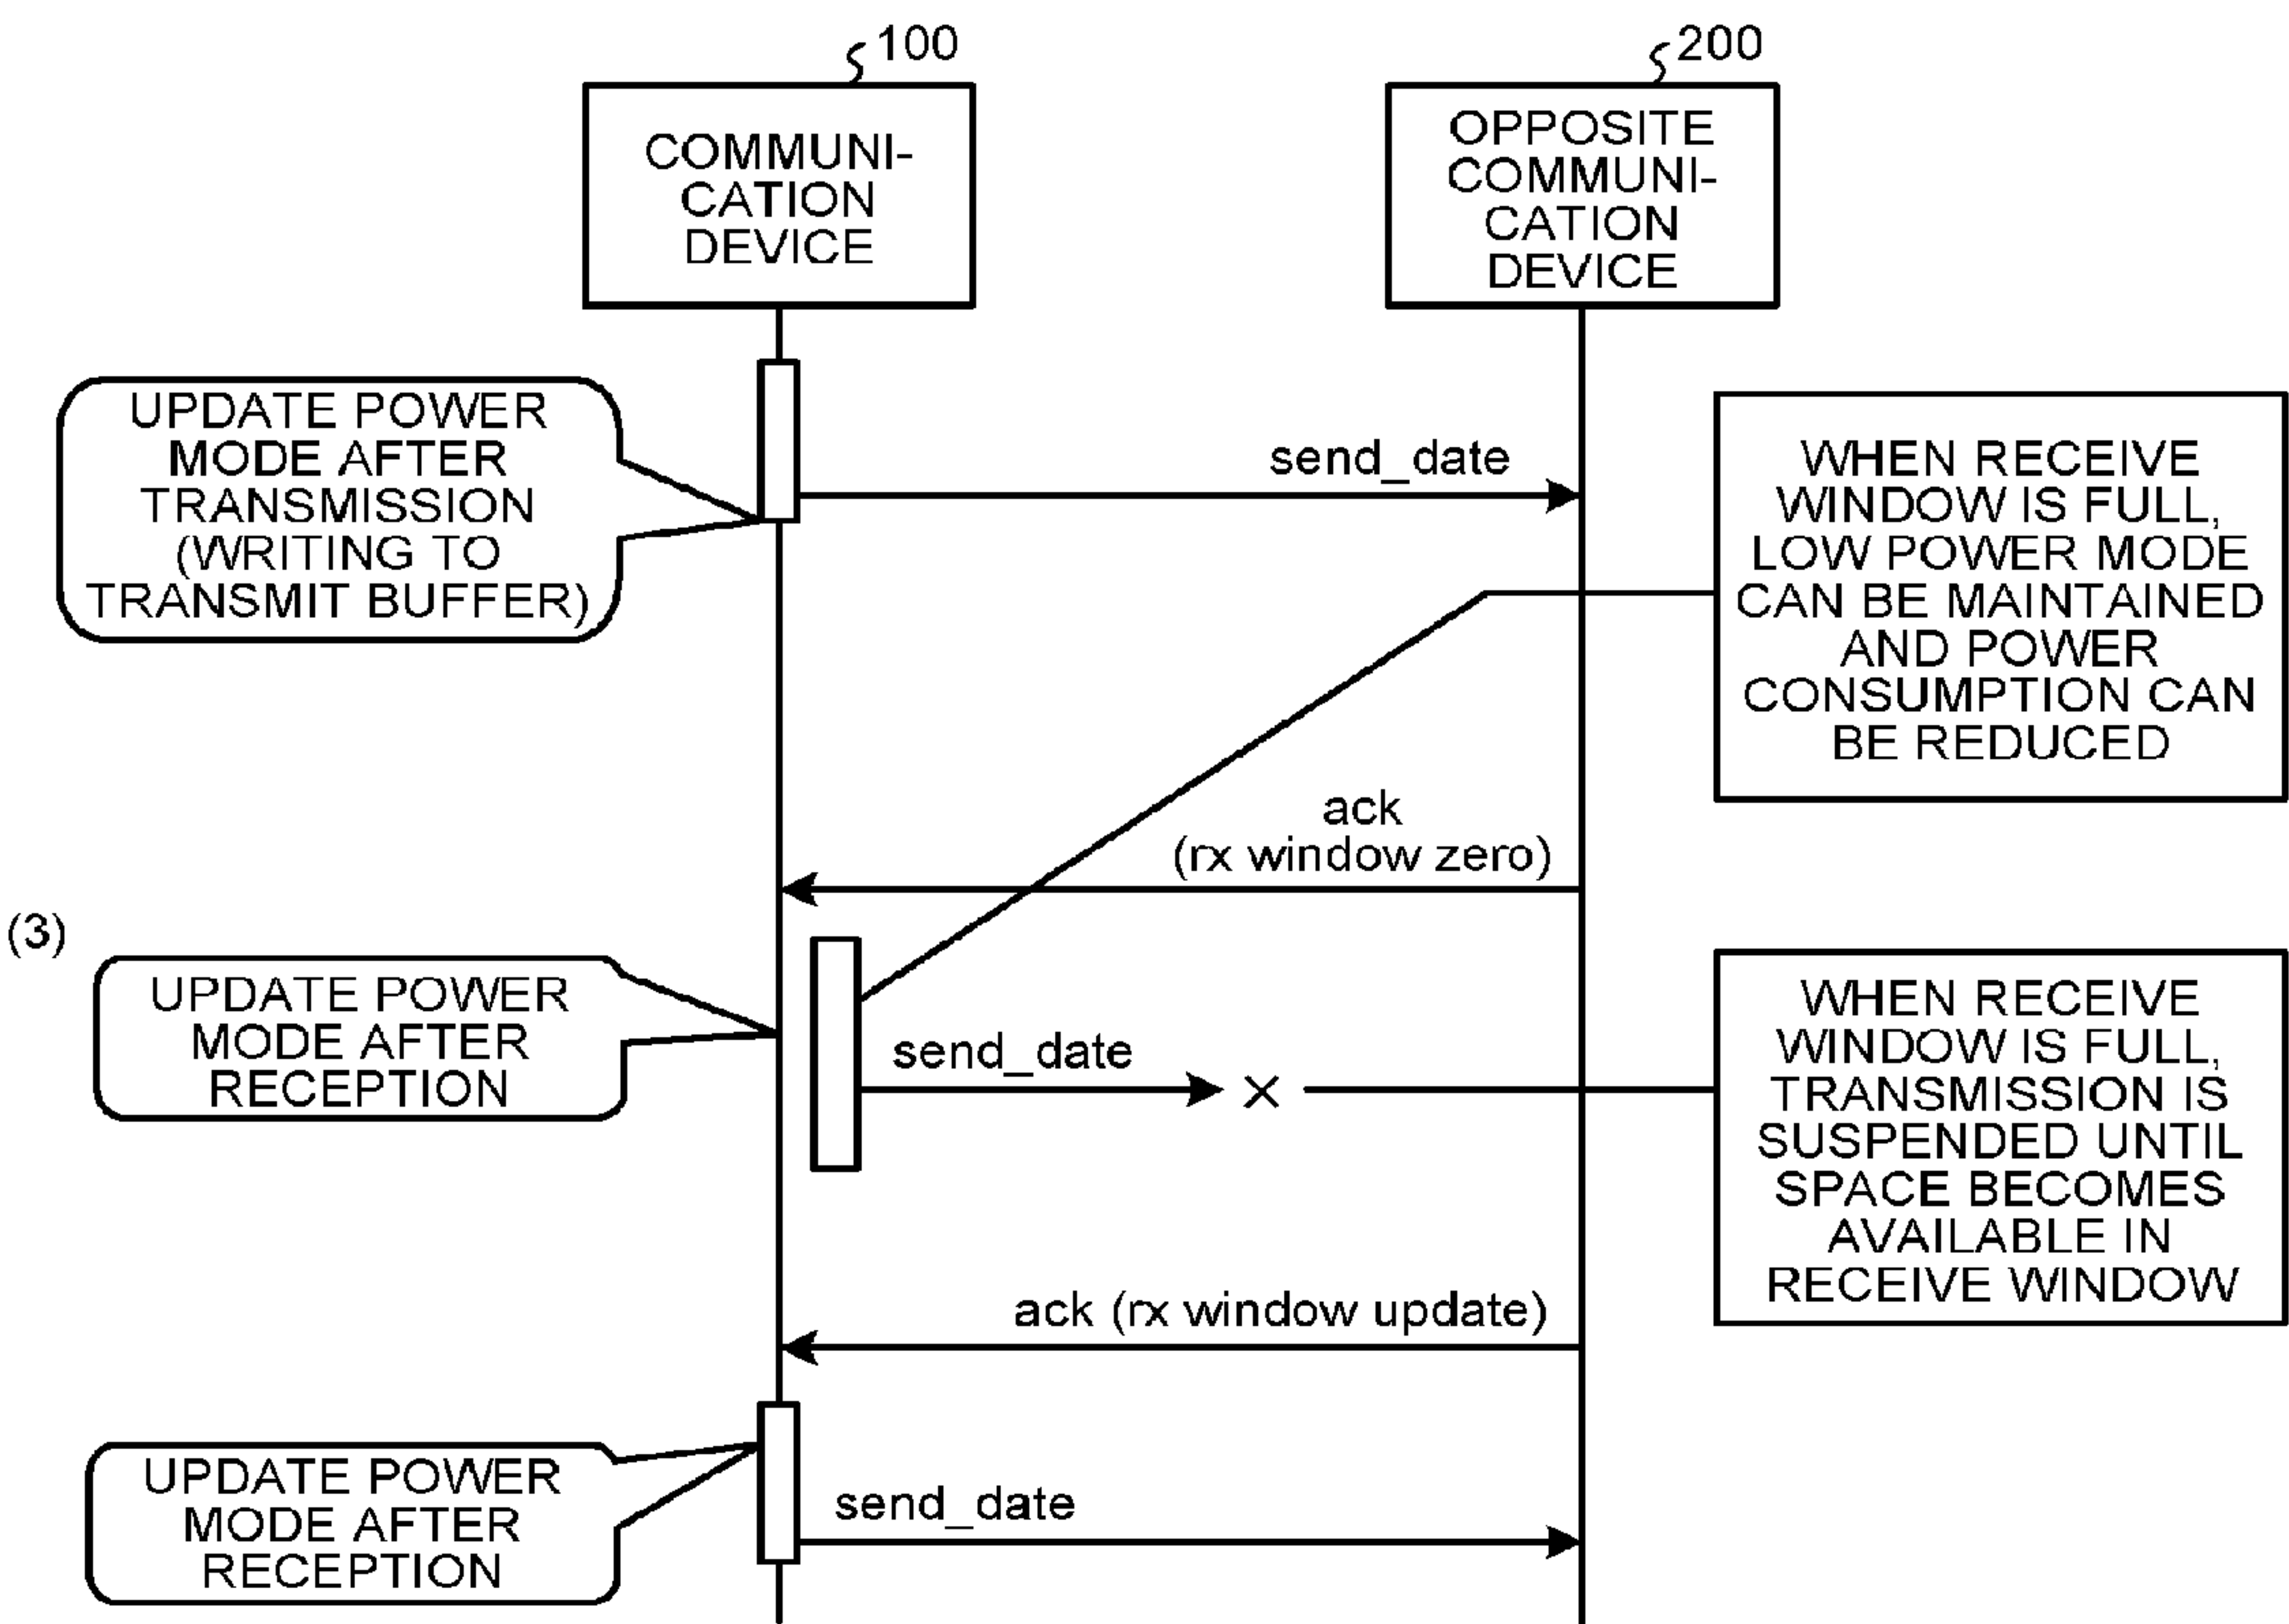 100
200
COMMUNI-
CATION
DEVICE
OPPOSITE
COMMUNI-
CATION
DEVICE
UPDATE POWER
MODE AFTER
TRANSMISSION
(WRITING TO
TRANSMIT BUFFER)
send_date
WHEN RECEIVE
WINDOW IS FULL,
LOW POWER MODE
CAN BE MAINTAINED
AND POWER
CONSUMPTION CAN
BE REDUCED
ack
(rx window zero)
(3)
UPDATE POWER
MODE AFTER
RECEPTION
send_date
WHEN RECEIVE
WINDOW IS FULL,
TRANSMISSION IS
SUSPENDED UNTIL
SPACE BECOMES
AVAILABLE IN
RECEIVE WINDOW
ack (rx window update)
UPDATE POWER
MODE AFTER
RECEPTION
send_date